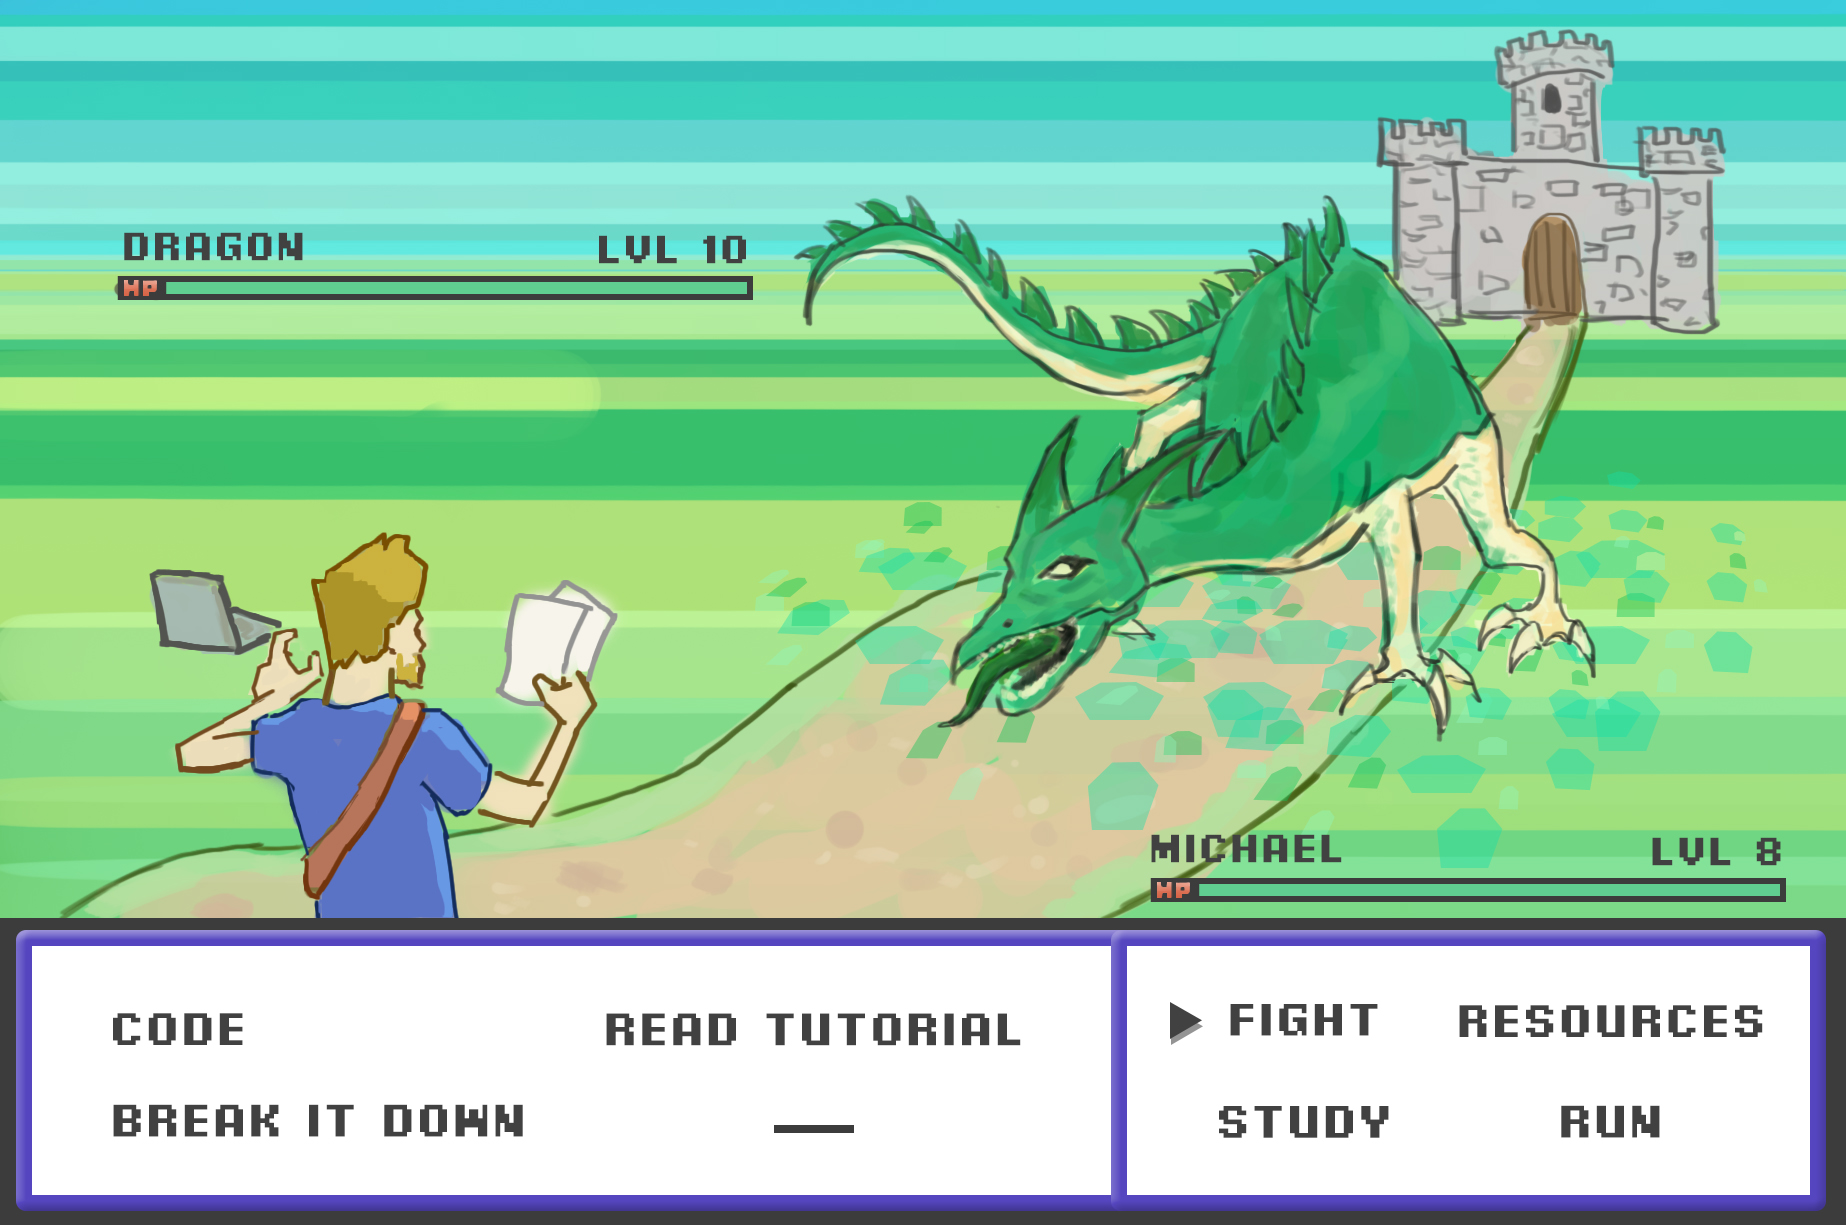 DRAGON LVL 10
HP
MICHAEL LVL 8
HP
CODE READ TUTORIAL
BREAK IT DOWN
FIGHT RESOURCES
STUDY RUN